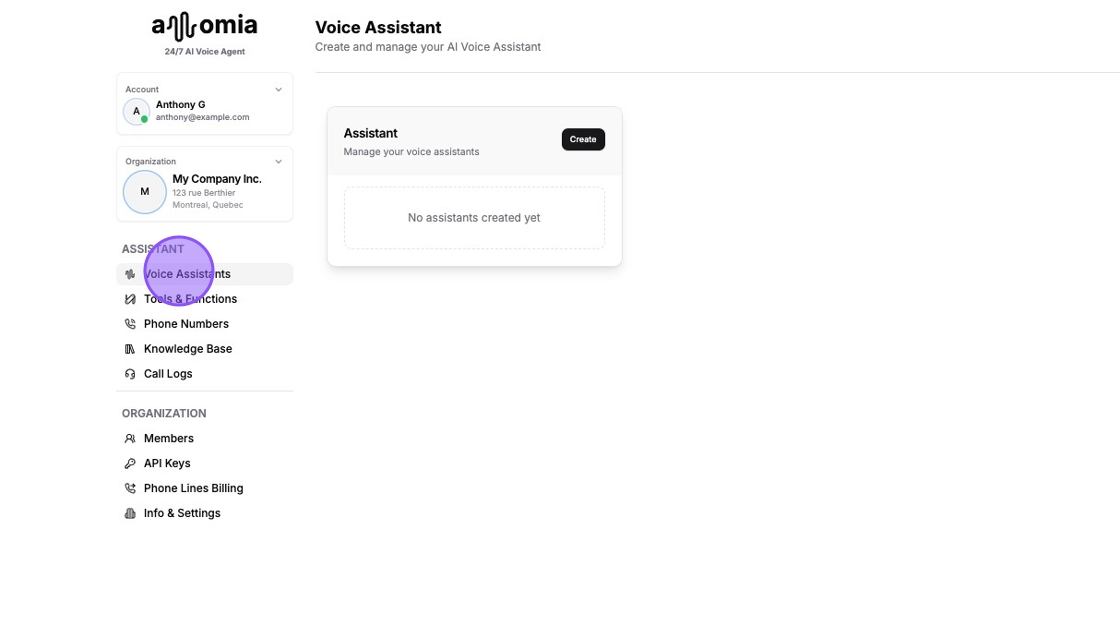 allomia
24/7 AI Voice Agent
Account
A
Anthony G
anthony@example.com
Organization
M
My Company Inc.
123 rue Berthier
Montreal, Quebec
ASSISTANT
Voice Assistants
Tools & Functions
Phone Numbers
Knowledge Base
Call Logs
ORGANIZATION
Members
API Keys
Phone Lines Billing
Info & Settings
Voice Assistant
Create and manage your AI Voice Assistant
Assistant
Manage your voice assistants
Create
No assistants created yet